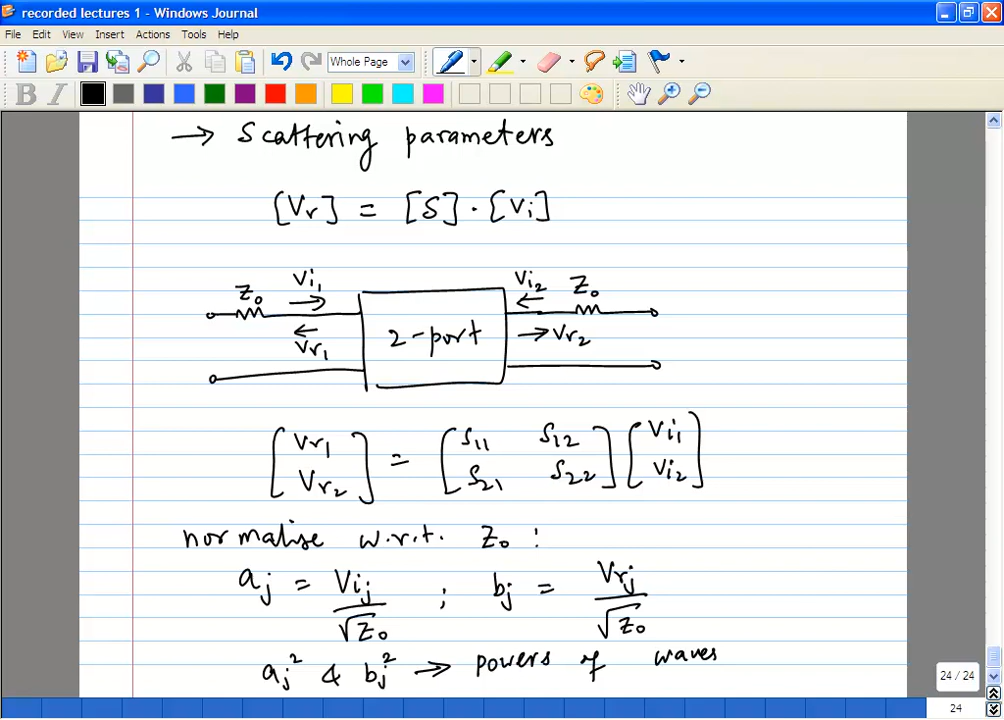 recorded lectures 1 - Windows Journal
File Edit View Insert Actions Tools Help
Whole Page
B I
→ Scattering parameters
[Vr] = [S] · [Vi]
Z₀ Vi₁ Vi₂ Z₀
2-port
Vr₁ Vr₂
[Vr₁ Vr₂] = [S₁₁ S₁₂ S₂₁ S₂₂] [Vi₁ Vi₂]
normalise w.r.t. Z₀ :
aj = Vij / √Z₀ ; bj = Vrj / √Z₀
aj² & bj² → powers of waves
24 / 24
24